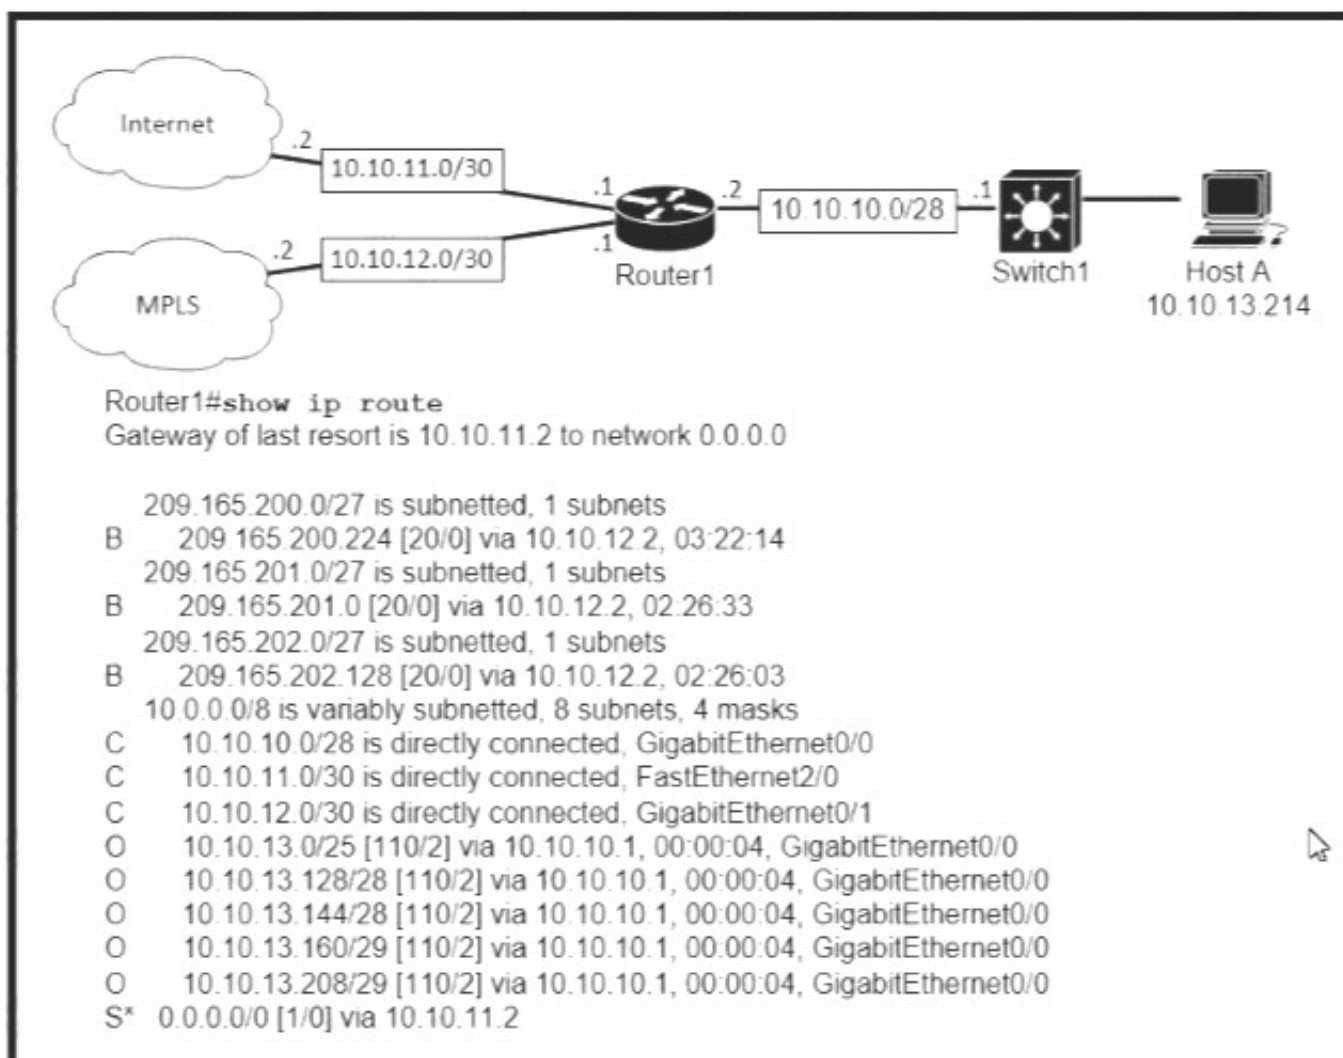 Internet
.2
10.10.11.0/30
.1
.2
10.10.10.0/28
.1
.2
10.10.12.0/30
.1
Router1
Switch1
Host A
10.10.13.214
MPLS
Router1#show ip route
Gateway of last resort is 10.10.11.2 to network 0.0.0.0
209.165.200.0/27 is subnetted, 1 subnets
B 209.165.200.224 [20/0] via 10.10.12.2, 03:22:14
209.165.201.0/27 is subnetted, 1 subnets
B 209.165.201.0 [20/0] via 10.10.12.2, 02:26:33
209.165.202.0/27 is subnetted, 1 subnets
B 209.165.202.128 [20/0] via 10.10.12.2, 02:26:03
10.0.0.0/8 is variably subnetted, 8 subnets, 4 masks
C 10.10.10.0/28 is directly connected, GigabitEthernet0/0
C 10.10.11.0/30 is directly connected, FastEthernet2/0
C 10.10.12.0/30 is directly connected, GigabitEthernet0/1
O 10.10.13.0/25 [110/2] via 10.10.10.1, 00:00:04, GigabitEthernet0/0
O 10.10.13.128/28 [110/2] via 10.10.10.1, 00:00:04, GigabitEthernet0/0
O 10.10.13.144/28 [110/2] via 10.10.10.1, 00:00:04, GigabitEthernet0/0
O 10.10.13.160/29 [110/2] via 10.10.10.1, 00:00:04, GigabitEthernet0/0
O 10.10.13.208/29 [110/2] via 10.10.10.1, 00:00:04, GigabitEthernet0/0
S* 0.0.0.0/0 [1/0] via 10.10.11.2